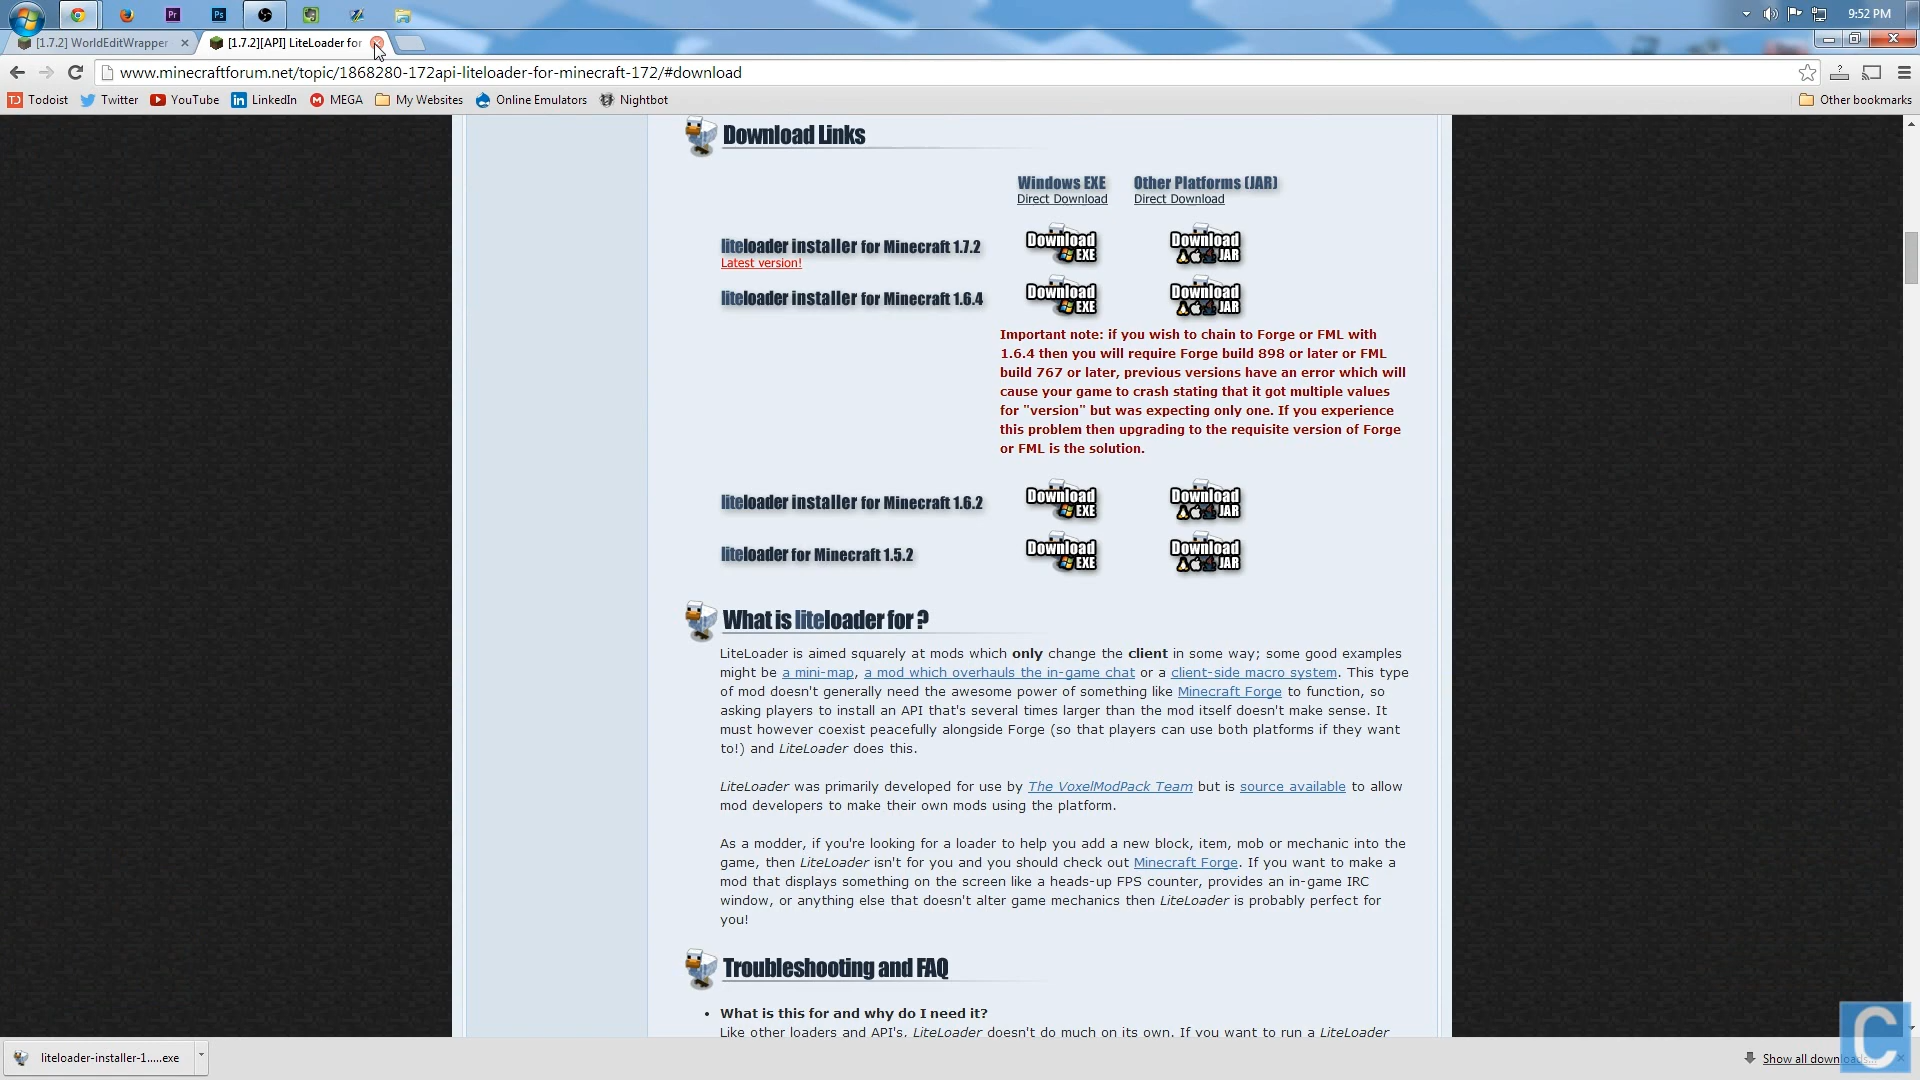 9:52 PM
[1.7.2] WorldEditWrapper
[1.7.2][API] LiteLoader for
www.minecraftforum.net/topic/1868280-172api-liteloader-for-minecraft-172/#download
Todoist Twitter YouTube LinkedIn MEGA My Websites Online Emulators Nightbot Other bookmarks
Download Links
Windows EXE Other Platforms (JAR)
Direct Download Direct Download
liteloader installer for Minecraft 1.7.2 Download EXE Download JAR
Latest version!
liteloader installer for Minecraft 1.6.4 Download EXE Download JAR
Important note: if you wish to chain to Forge or FML with
1.6.4 then you will require Forge build 898 or later or FML
build 767 or later, previous versions have an error which will
cause your game to crash stating that it got multiple values
for "version" but was expecting only one. If you experience
this problem then upgrading to the requisite version of Forge
or FML is the solution.
liteloader installer for Minecraft 1.6.2 Download EXE Download JAR
liteloader for Minecraft 1.5.2 Download EXE Download JAR
What is liteloader for ?
LiteLoader is aimed squarely at mods which only change the client in some way; some good examples
might be a mini-map, a mod which overhauls the in-game chat or a client-side macro system. This type
of mod doesn't generally need the awesome power of something like Minecraft Forge to function, so
asking players to install an API that's several times larger than the mod itself doesn't make sense. It
must however coexist peacefully alongside Forge (so that players can use both platforms if they want
to!) and LiteLoader does this.
LiteLoader was primarily developed for use by The VoxelModPack Team but is source available to allow
mod developers to make their own mods using the platform.
As a modder, if you're looking for a loader to help you add a new block, item, mob or mechanic into the
game, then LiteLoader isn't for you and you should check out Minecraft Forge. If you want to make a
mod that displays something on the screen like a heads-up FPS counter, provides an in-game IRC
window, or anything else that doesn't alter game mechanics then LiteLoader is probably perfect for
you!
Troubleshooting and FAQ
• What is this for and why do I need it?
Like other loaders and API's, LiteLoader doesn't do much on its own. If you want to run a LiteLoader
liteloader-installer-1.....exe
Show all downloads...
C